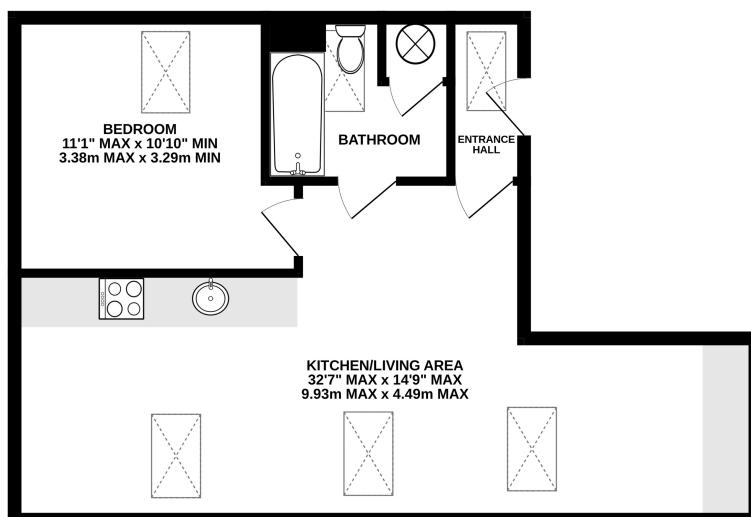 BEDROOM
11'1" MAX x 10'10" MIN
3.38m MAX x 3.29m MIN
BATHROOM
ENTRANCE
HALL
KITCHEN/LIVING AREA
32'7" MAX x 14'9" MAX
9.93m MAX x 4.49m MAX